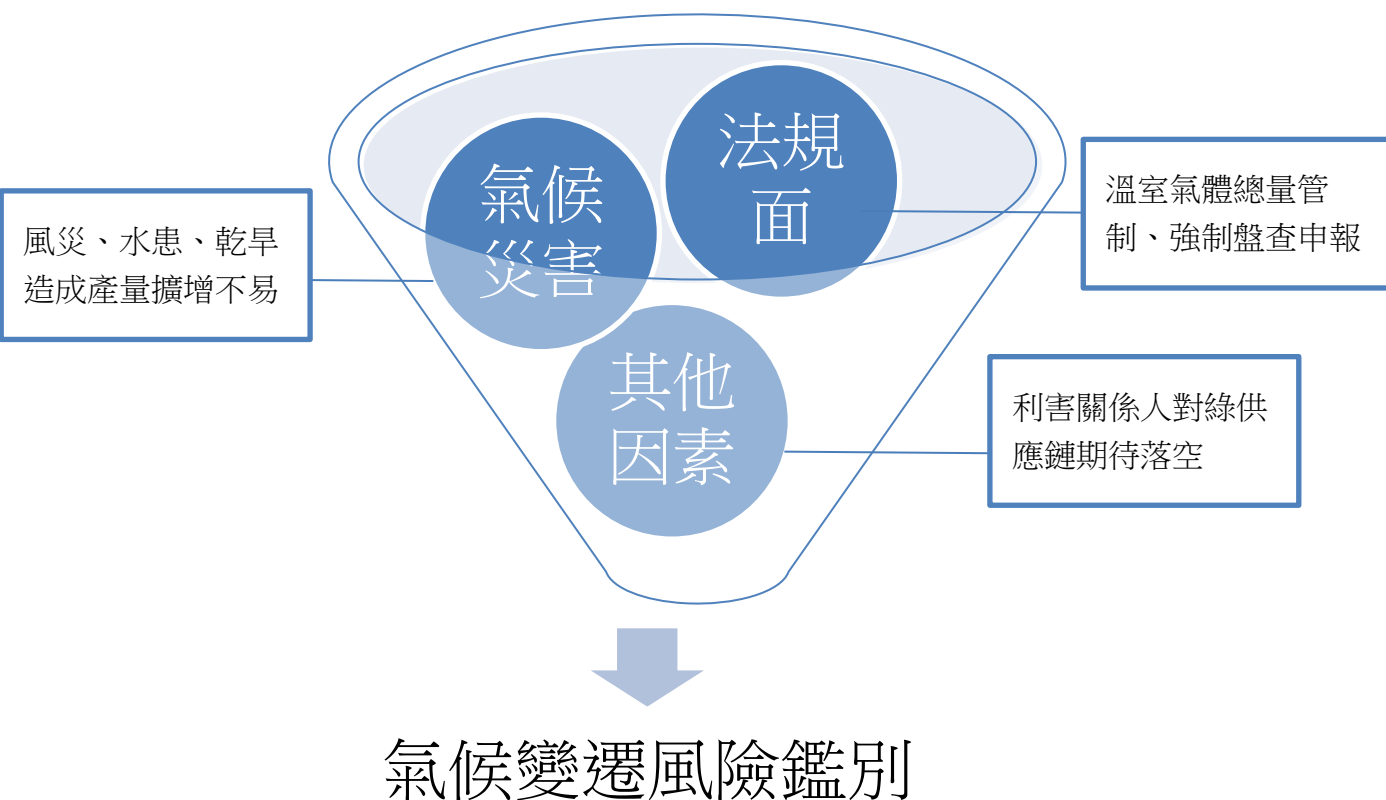 法規
面
氣候
災害
溫室氣體總量管
制、強制盤查申報
風災、水患、乾旱
造成產量擴增不易
其他
因素
利害關係人對綠供
應鏈期待落空
氣候變遷風險鑑別